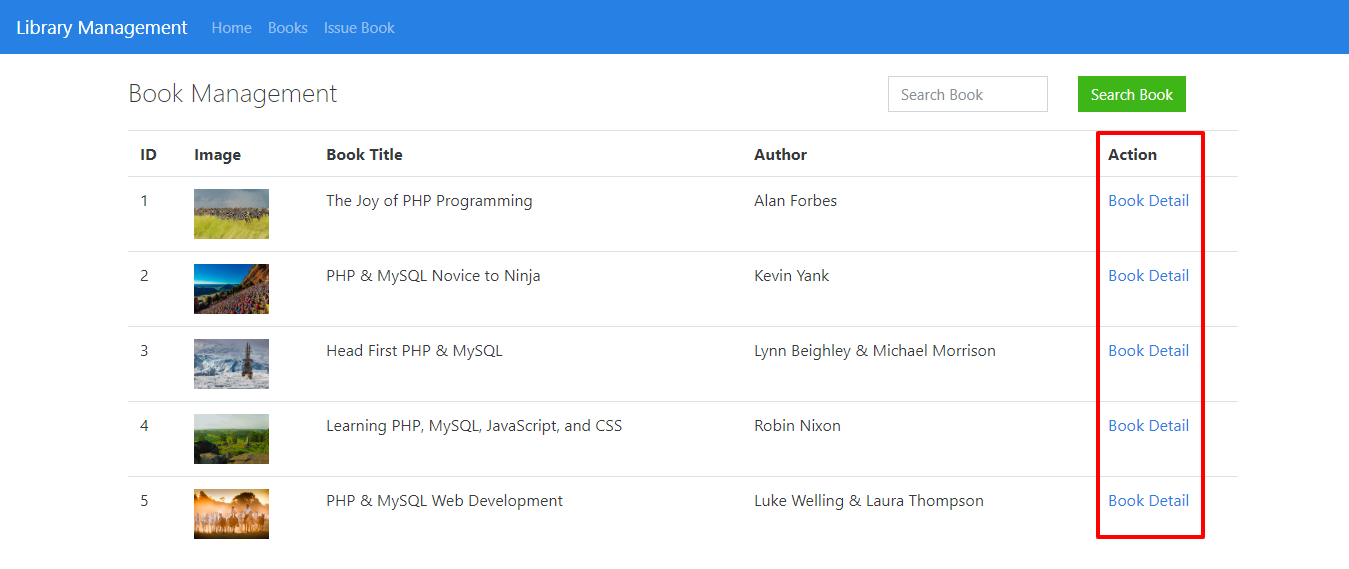 Library Management Home Books Issue Book
Book Management Search Book Search Book
ID Image Book Title Author Action
1 The Joy of PHP Programming Alan Forbes Book Detail
2 PHP & MySQL Novice to Ninja Kevin Yank Book Detail
3 Head First PHP & MySQL Lynn Beighley & Michael Morrison Book Detail
4 Learning PHP, MySQL, JavaScript, and CSS Robin Nixon Book Detail
5 PHP & MySQL Web Development Luke Welling & Laura Thompson Book Detail